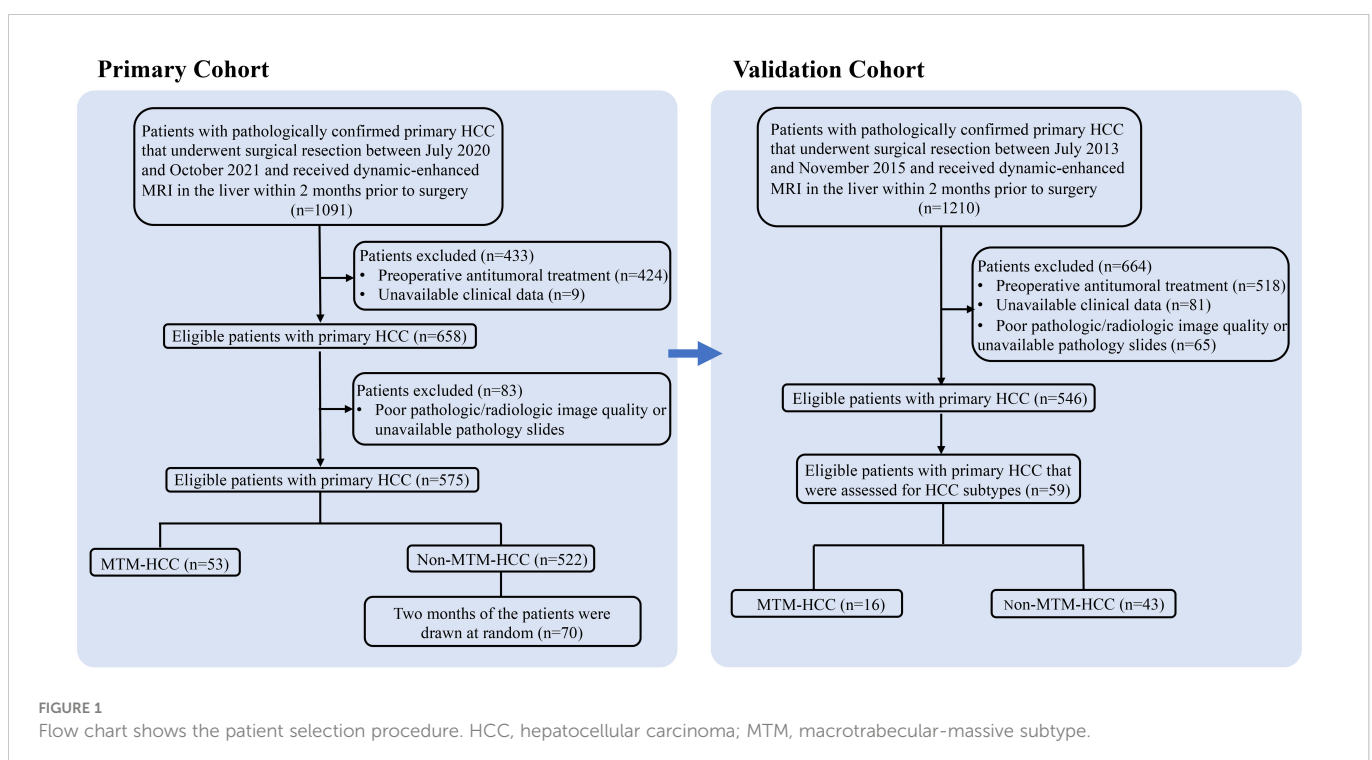 Primary Cohort
Patients with pathologically confirmed primary HCC
that underwent surgical resection between July 2020
and October 2021 and received dynamic-enhanced
MRI in the liver within 2 months prior to surgery
(n=1091)
Patients excluded (n=433)
• Preoperative antitumoral treatment (n=424)
• Unavailable clinical data (n=9)
Eligible patients with primary HCC (n=658)
Patients excluded (n=83)
• Poor pathologic/radiologic image quality or
unavailable pathology slides
Eligible patients with primary HCC (n=575)
MTM-HCC (n=53)
Non-MTM-HCC (n=522)
Two months of the patients were
drawn at random (n=70)
Validation Cohort
Patients with pathologically confirmed primary HCC
that underwent surgical resection between July 2013
and November 2015 and received dynamic-enhanced
MRI in the liver within 2 months prior to surgery
(n=1210)
Patients excluded (n=664)
• Preoperative antitumoral treatment (n=518)
• Unavailable clinical data (n=81)
• Poor pathologic/radiologic image quality or
unavailable pathology slides (n=65)
Eligible patients with primary HCC (n=546)
Eligible patients with primary HCC that
were assessed for HCC subtypes (n=59)
MTM-HCC (n=16)
Non-MTM-HCC (n=43)
FIGURE 1
Flow chart shows the patient selection procedure. HCC, hepatocellular carcinoma; MTM, macrotrabecular-massive subtype.